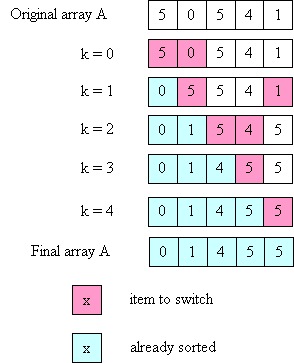 Original array A 5 0 5 4 1
k = 0 5 0 5 4 1
k = 1 0 5 5 4 1
k = 2 0 1 5 4 5
k = 3 0 1 4 5 5
k = 4 0 1 4 5 5
Final array A 0 1 4 5 5
x item to switch
x already sorted